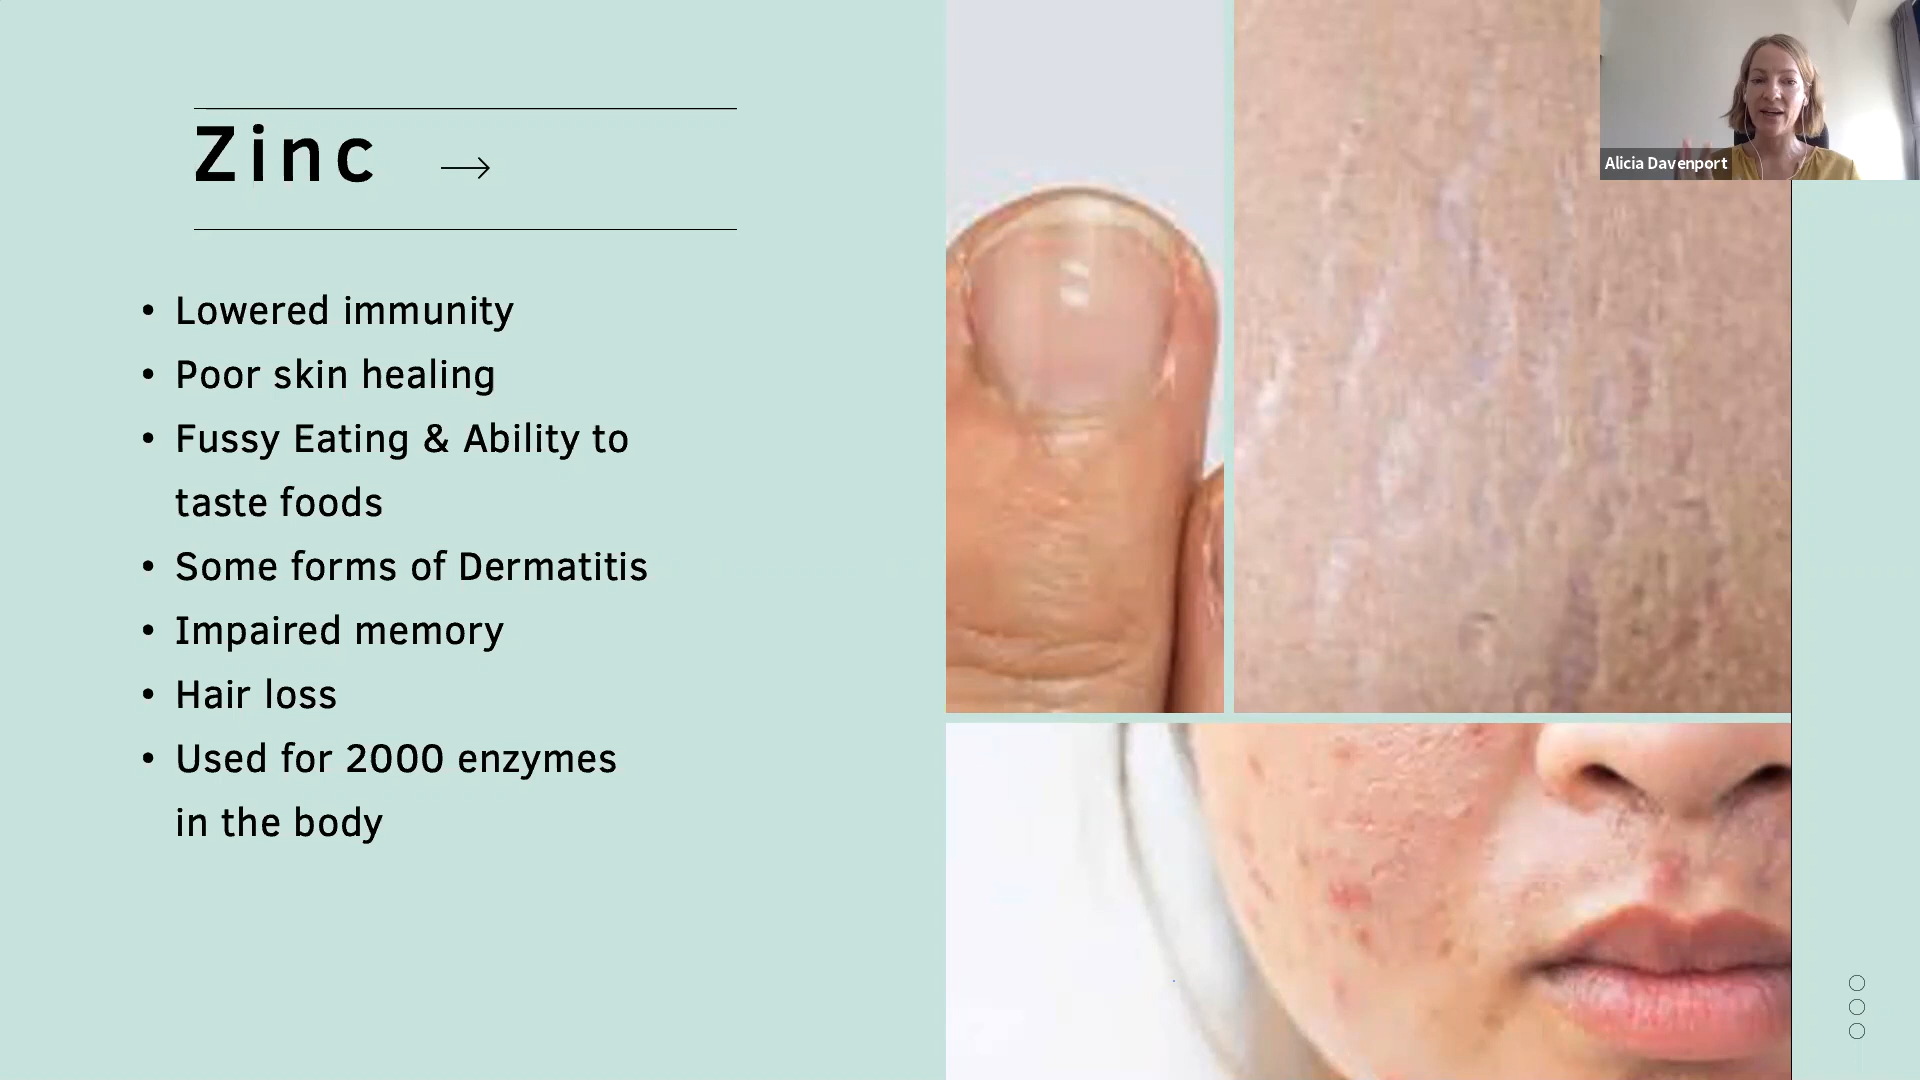 Zinc →
• Lowered immunity
• Poor skin healing
• Fussy Eating & Ability to
taste foods
• Some forms of Dermatitis
• Impaired memory
• Hair loss
• Used for 2000 enzymes
in the body
Alicia Davenport